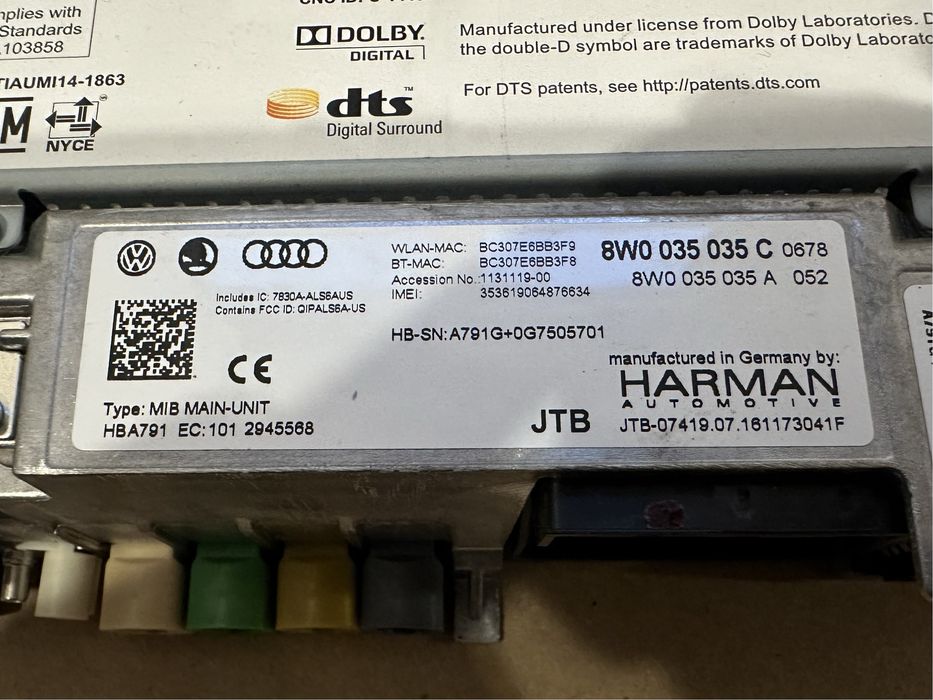 mplies with
Standards
103858
TIAUMI14-1863
NYCE
DOLBY.
DIGITAL
dts™
Digital Surround
Manufactured under license from Dolby Laboratories.
the double-D symbol are trademarks of Dolby
For DTS patents, see http://patents.dts.com
WLAN-MAC: BC307E6BB3F9
BT-MAC: BC307E6BB3F8
Accession No.:1131119-00
IMEI: 353619064876634
8W0 035 035 C 0678
8W0 035 035 A 052
Includes IC: 7830A-ALS6AUS
Contains FCC ID: QIPALS6A-US
HB-SN: A791G+0G7505701
CE
Type: MIB MAIN-UNIT
HBA791 EC: 101 2945568
manufactured in Germany by:
HARMAN
AUTOMOTIVE
JTB
JTB-07419.07.161173041F